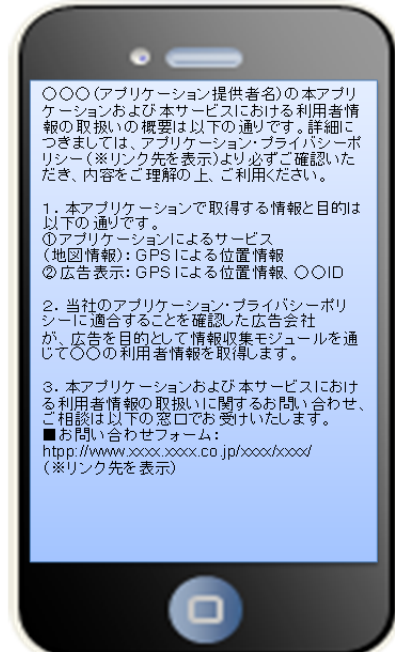 ○○○(アプリケーション提供者名)の本アプリ
ケーションおよび本サービスにおける利用者情
報の取扱いの概要は以下の通りです。詳細に
つきましては、アプリケーション・プライバシーポ
リシー(※リンク先を表示)より必ずご確認いた
だき、内容をご理解の上、ご利用ください。
1．本アプリケーションで取得する情報と目的は
以下の通りです。
①アプリケーションによるサービス
(地図情報)：GPSによる位置情報
②広告表示：GPSによる位置情報、○○ID
2．当社のアプリケーション・プライバシーポリ
シーに適合することを確認した広告会社
が、広告を目的として情報収集モジュールを通
じて○○の利用者情報を取得します。
3．本アプリケーションおよび本サービスにおけ
る利用者情報の取扱いに関するお問い合わせ、
ご相談は以下の窓口でお受けいたします。
■お問い合わせフォーム：
htpp://www.xxxx.xxxx.co.jp/xxxx/xxxx/
(※リンク先を表示)